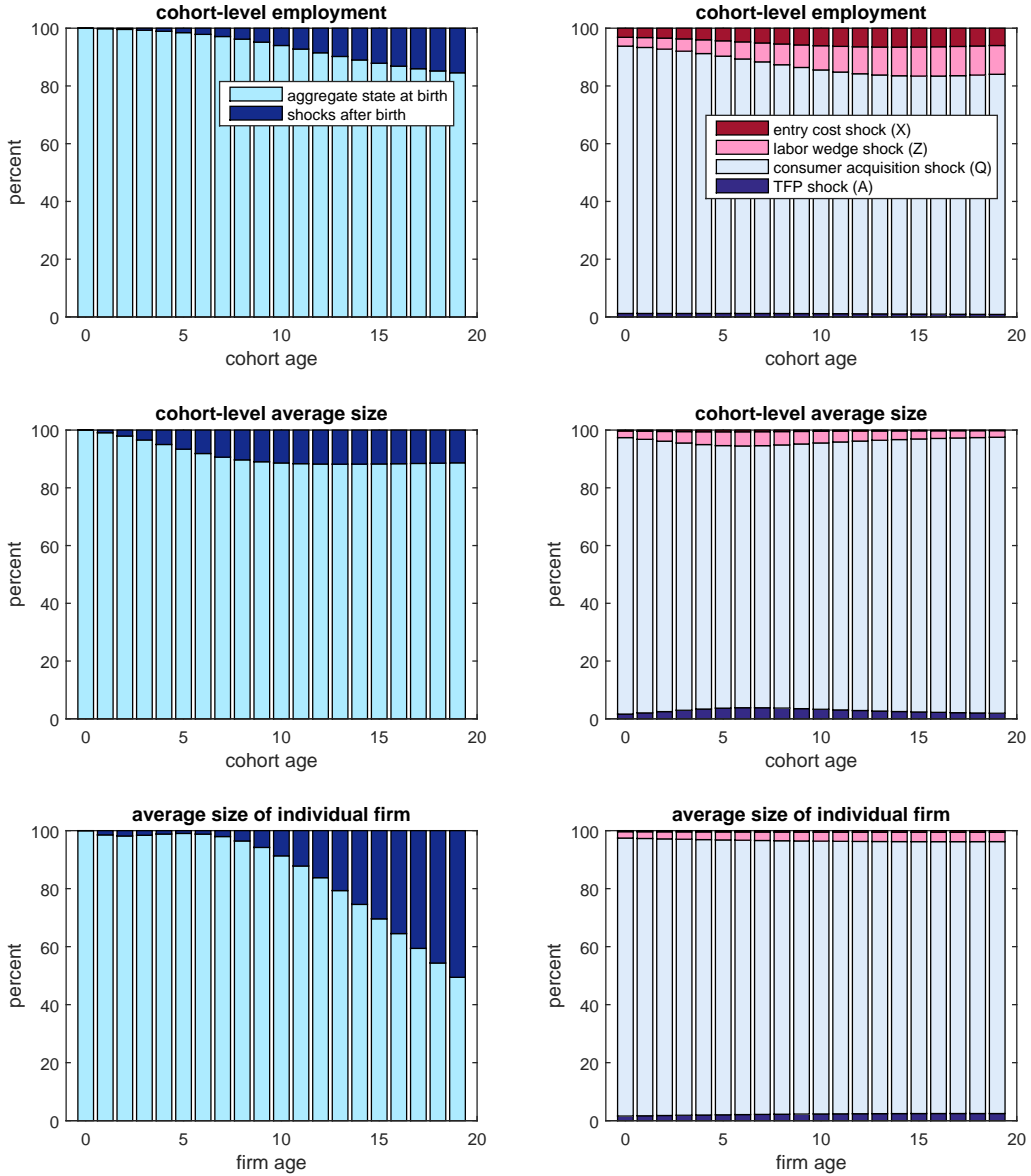 cohort-level employment
percent
100
80
60
40
20
0
aggregate state at birth
shocks after birth
0 5 10 15 20
cohort age
cohort-level employment
percent
100
80
60
40
20
0
entry cost shock (X)
labor wedge shock (Z)
consumer acquisition shock (Q)
TFP shock (A)
0 5 10 15 20
cohort age
cohort-level average size
percent
100
80
60
40
20
0
0 5 10 15 20
cohort age
cohort-level average size
percent
100
80
60
40
20
0
0 5 10 15 20
cohort age
average size of individual firm
percent
100
80
60
40
20
0
0 5 10 15 20
firm age
average size of individual firm
percent
100
80
60
40
20
0
0 5 10 15 20
firm age